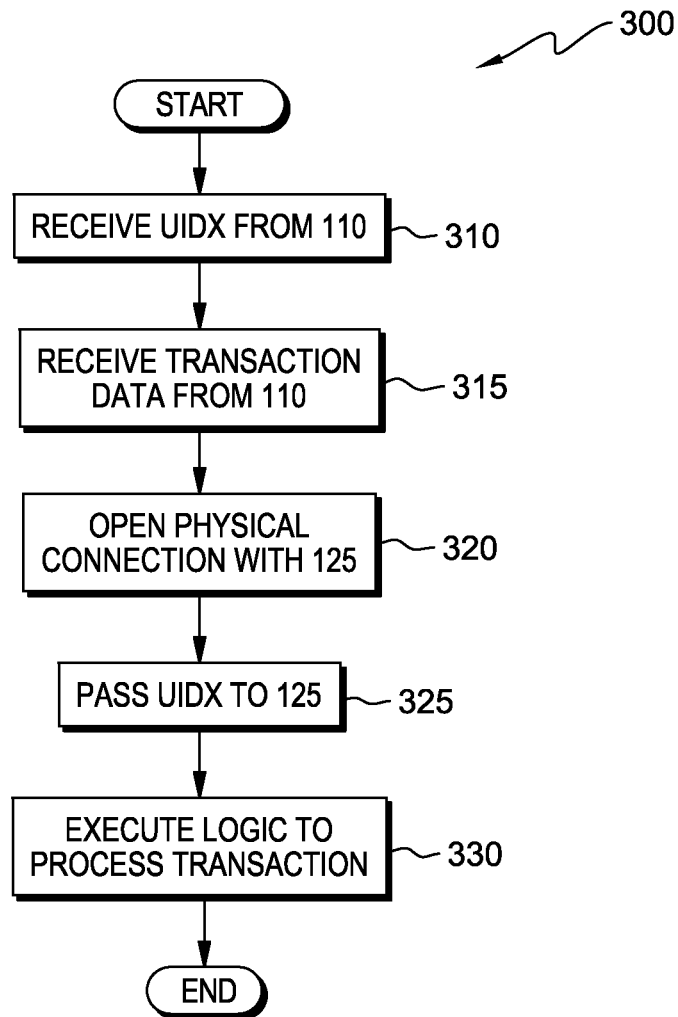 300
START
RECEIVE UIDX FROM 110
310
RECEIVE TRANSACTION
DATA FROM 110
315
OPEN PHYSICAL
CONNECTION WITH 125
320
PASS UIDX TO 125
325
EXECUTE LOGIC TO
PROCESS TRANSACTION
330
END